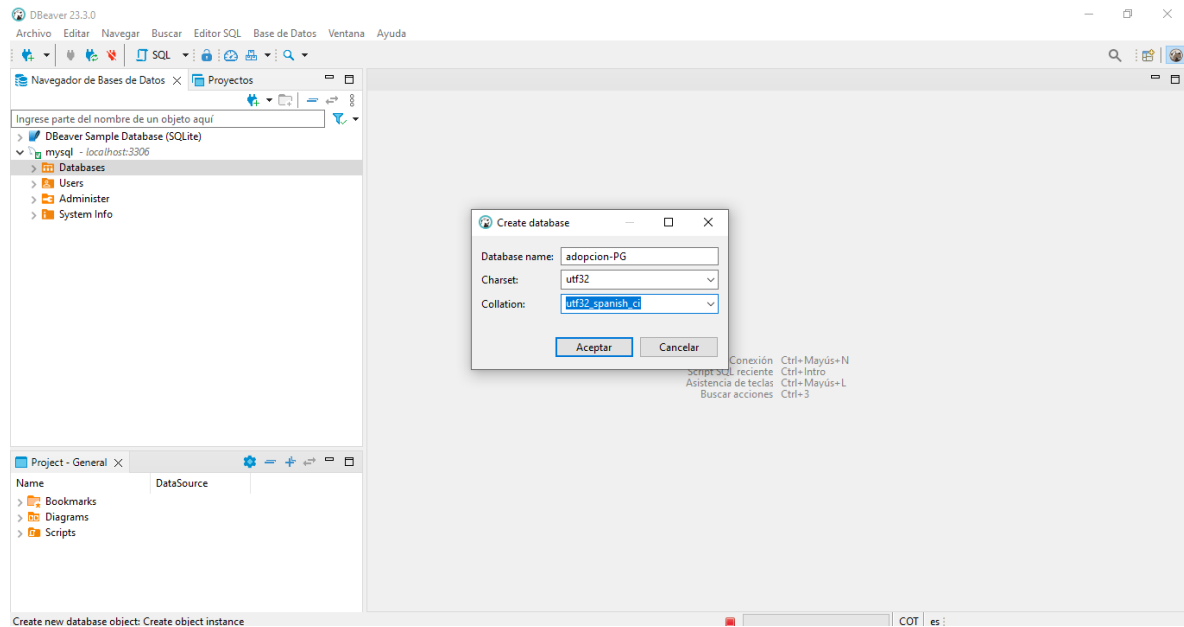 DBeaver 23.3.0
Archivo Editar Navegar Buscar Editor SQL Base de Datos Ventana Ayuda
SQL
Navegador de Bases de Datos Proyectos
Ingrese parte del nombre de un objeto aquí
DBeaver Sample Database (SQLite)
mysql - localhost:3306
Databases
Users
Administer
System Info
Create database
Database name: adopcion-PG
Charset: utf32
Collation: utf32_spanish_ci
Aceptar Cancelar
Conexión Ctrl+Mayús+N
Script SQL reciente Ctrl+Intro
Asistencia de teclas Ctrl+Mayús+L
Buscar acciones Ctrl+3
Project - General
Name DataSource
Bookmarks
Diagrams
Scripts
Create new database object: Create object instance
COT es